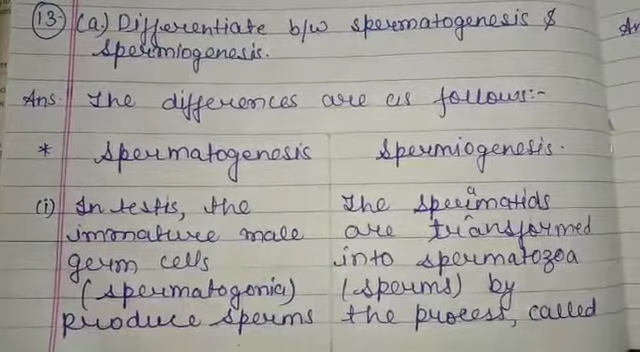 13. (a) Differentiate b/w spermatogenesis &
spermiogenesis.
Ans. The differences are as follows:-
* Spermatogenesis Spermiogenesis.
(i) In testis, the The spermatids
immature male are transformed
germ cells into spermatozoa
(spermatogonia) (sperms) by
produce sperms the process, called